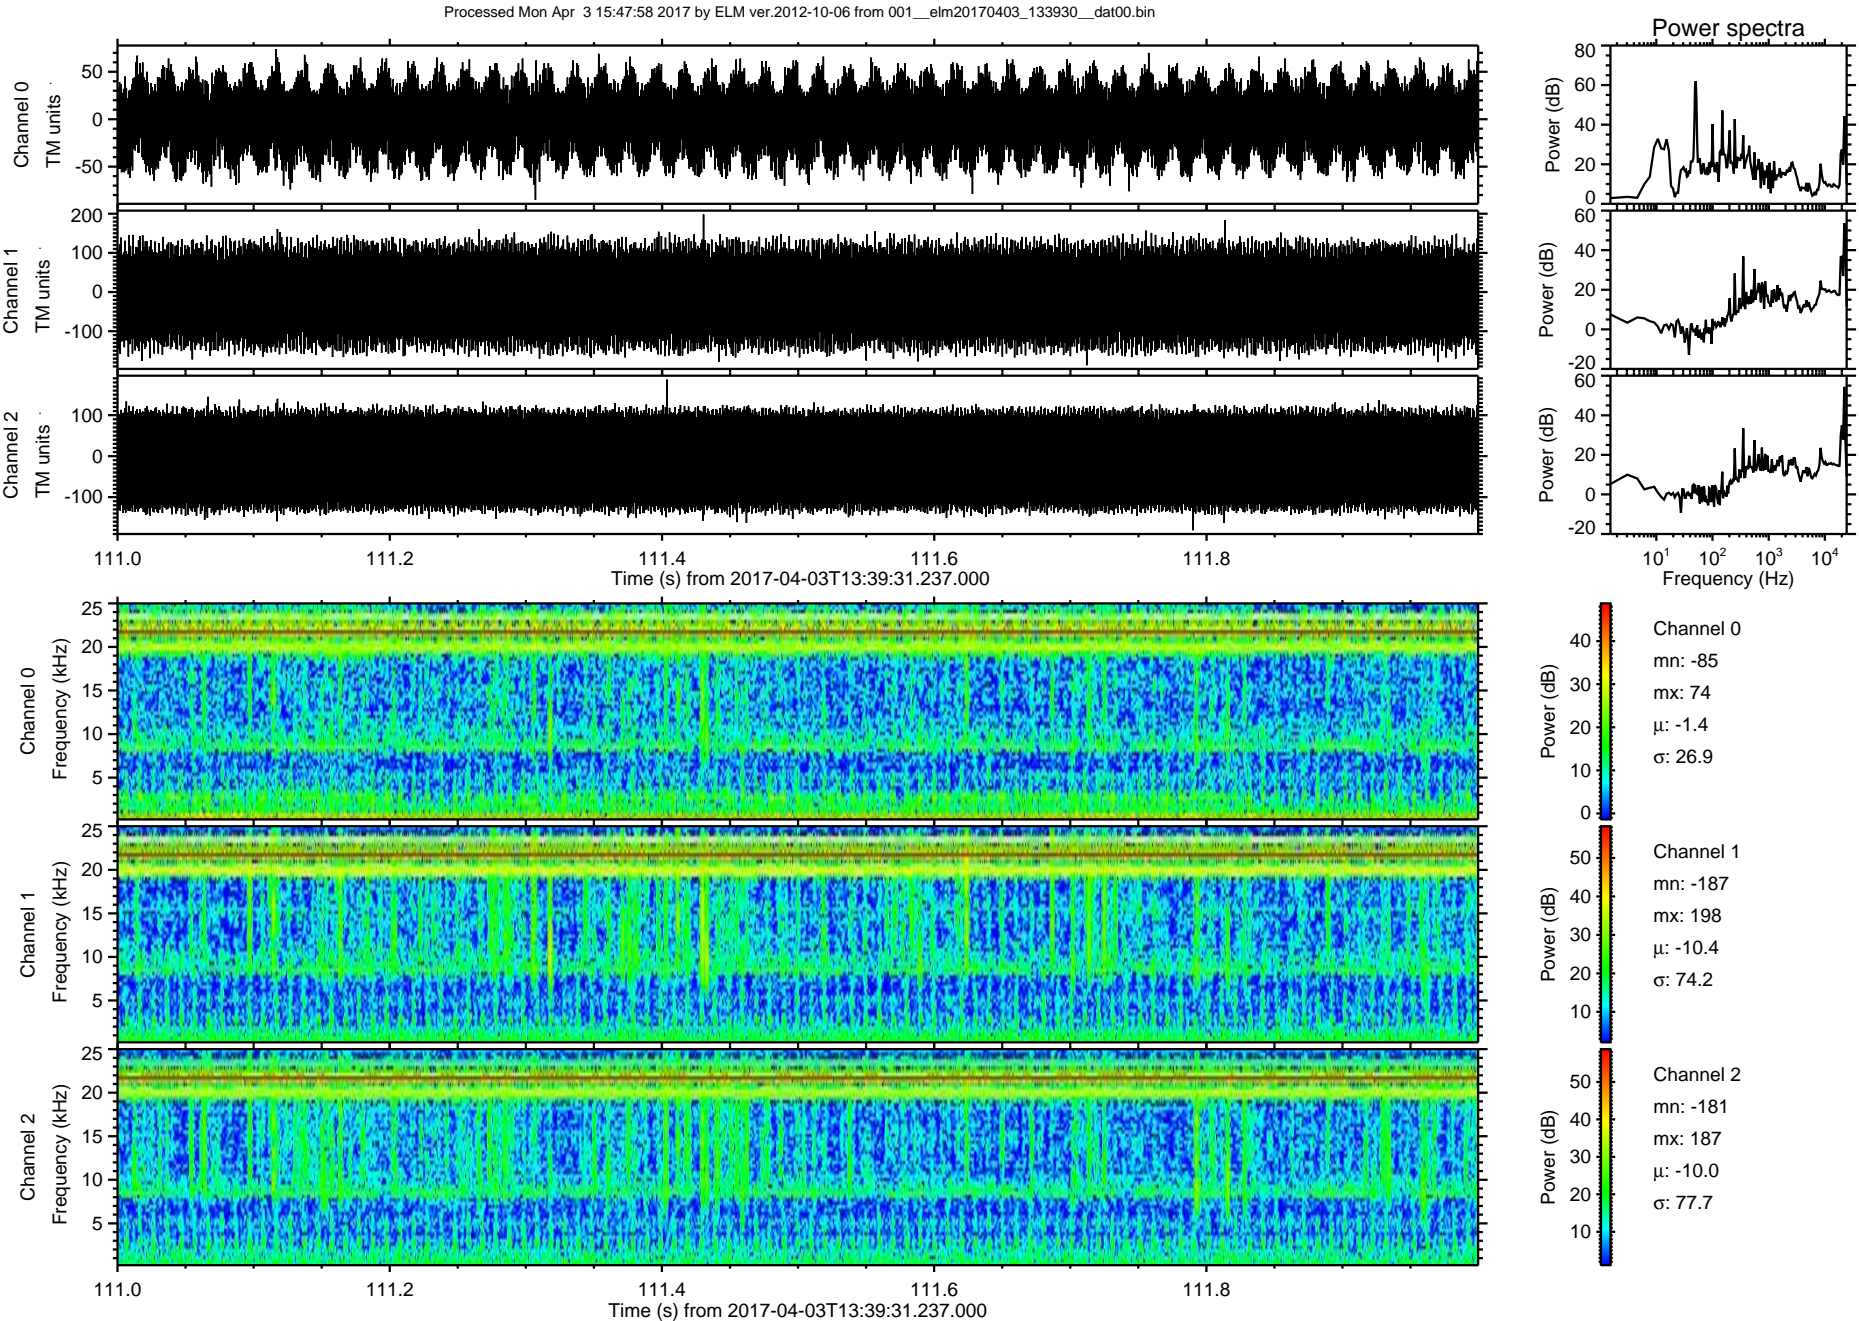 Processed Mon Apr  3 15:47:58 2017 by ELM ver.2012-10-06 from 001__elm20170403_133930__dat00.bin
Power spectra
Channel 0
TM units
50
0
-50
Power (dB)
80
60
40
20
0
Channel 1
TM units
200
100
0
-100
Power (dB)
60
40
20
0
-20
Channel 2
TM units
100
0
-100
Power (dB)
60
40
20
0
-20
111.0 111.2 111.4 111.6 111.8
Time (s) from 2017-04-03T13:39:31.237.000
10¹ 10² 10³ 10⁴
Frequency (Hz)
Channel 0
Frequency (kHz)
25
20
15
10
5
Power (dB)
40
30
20
10
0
Channel 0
mn: -85
mx: 74
μ: -1.4
σ: 26.9
Channel 1
Frequency (kHz)
25
20
15
10
5
Power (dB)
50
40
30
20
10
Channel 1
mn: -187
mx: 198
μ: -10.4
σ: 74.2
Channel 2
Frequency (kHz)
25
20
15
10
5
Power (dB)
50
40
30
20
10
Channel 2
mn: -181
mx: 187
μ: -10.0
σ: 77.7
111.0 111.2 111.4 111.6 111.8
Time (s) from 2017-04-03T13:39:31.237.000